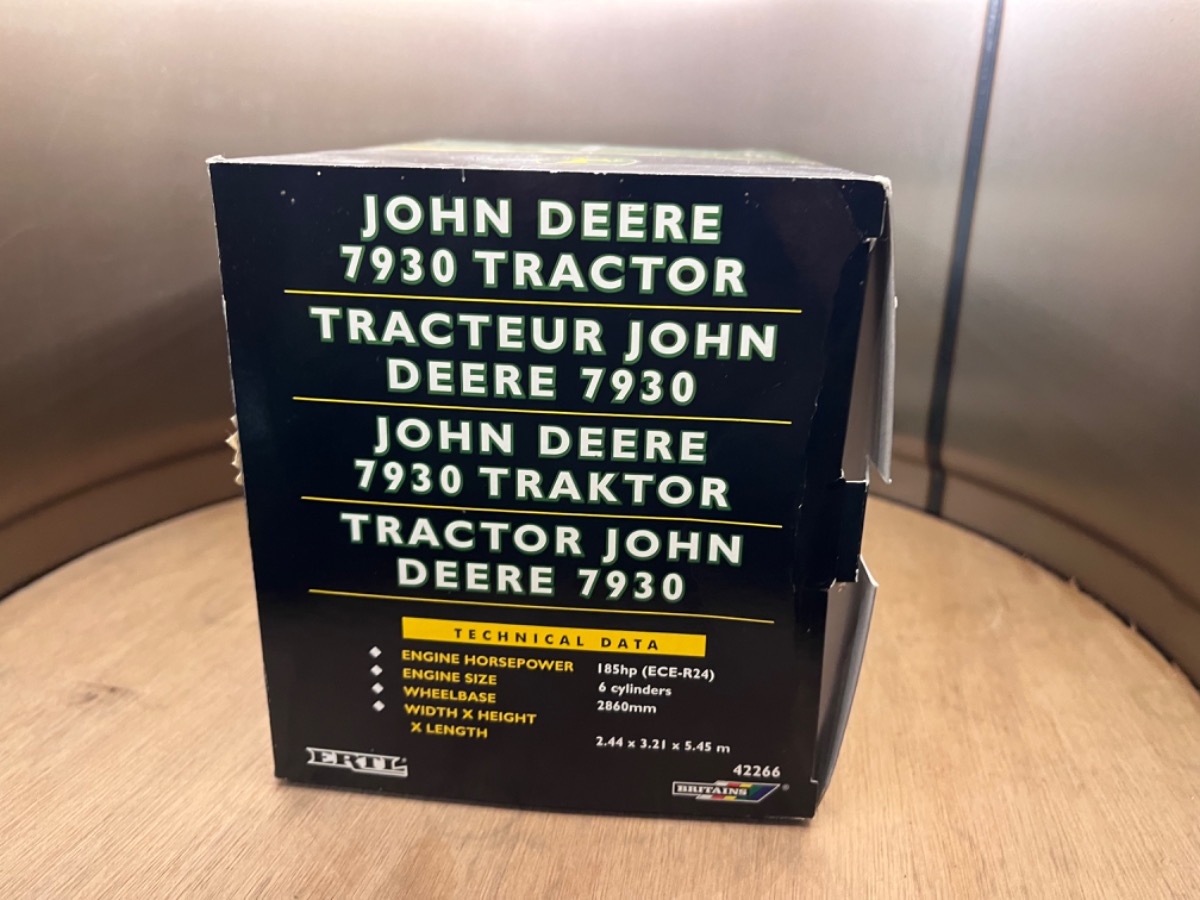 JOHN DEERE
7930 TRACTOR
TRACTEUR JOHN
DEERE 7930
JOHN DEERE
7930 TRAKTOR
TRACTOR JOHN
DEERE 7930
TECHNICAL DATA
ENGINE HORSEPOWER 185hp (ECE-R24)
ENGINE SIZE 6 cylinders
WHEELBASE 2860mm
WIDTH X HEIGHT
X LENGTH 2.44 x 3.21 x 5.45 m
42266
ERTL
BRITAINS®